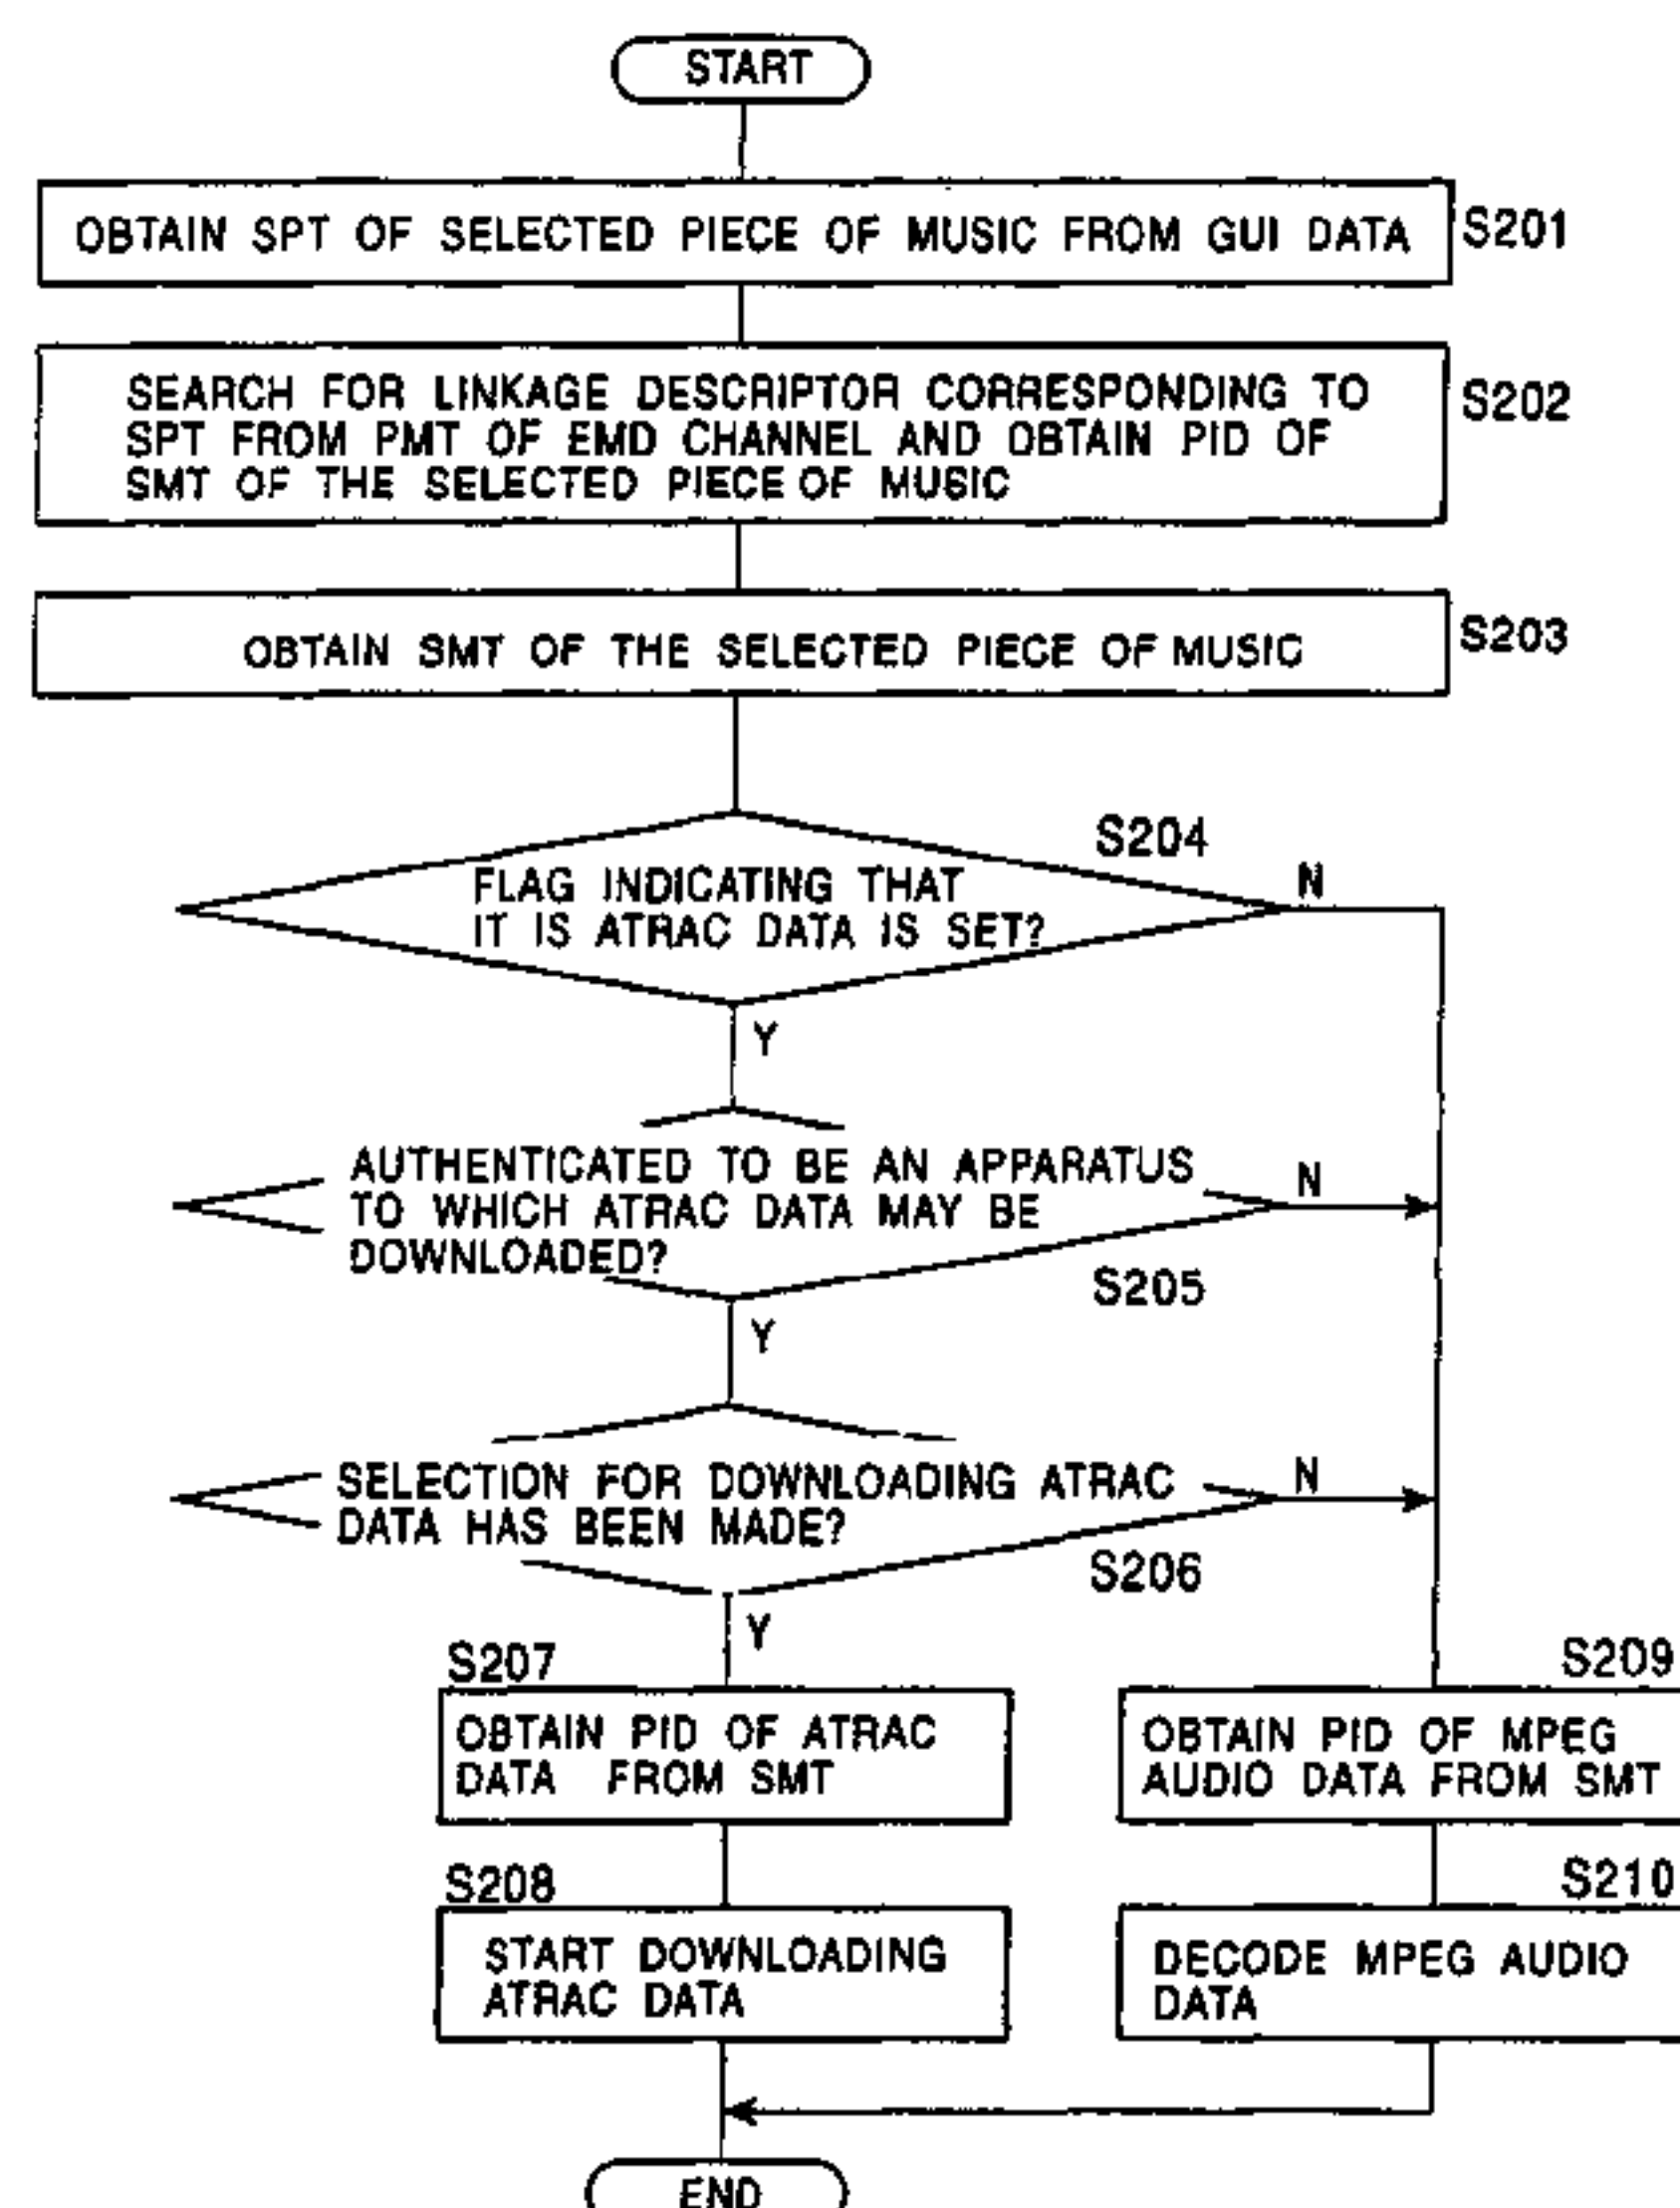 START
OBTAIN SPT OF SELECTED PIECE OF MUSIC FROM GUI DATA
S201
SEARCH FOR LINKAGE DESCRIPTOR CORRESPONDING TO
SPT FROM PMT OF EMD CHANNEL AND OBTAIN PID OF
SMT OF THE SELECTED PIECE OF MUSIC
S202
OBTAIN SMT OF THE SELECTED PIECE OF MUSIC
S203
S204
FLAG INDICATING THAT
IT IS ATRAC DATA IS SET?
N
Y
AUTHENTICATED TO BE AN APPARATUS
TO WHICH ATRAC DATA MAY BE
DOWNLOADED?
N
S205
Y
SELECTION FOR DOWNLOADING ATRAC
DATA HAS BEEN MADE?
N
S206
Y
S207
OBTAIN PID OF ATRAC
DATA FROM SMT
S209
OBTAIN PID OF MPEG
AUDIO DATA FROM SMT
S208
START DOWNLOADING
ATRAC DATA
S210
DECODE MPEG AUDIO
DATA
END